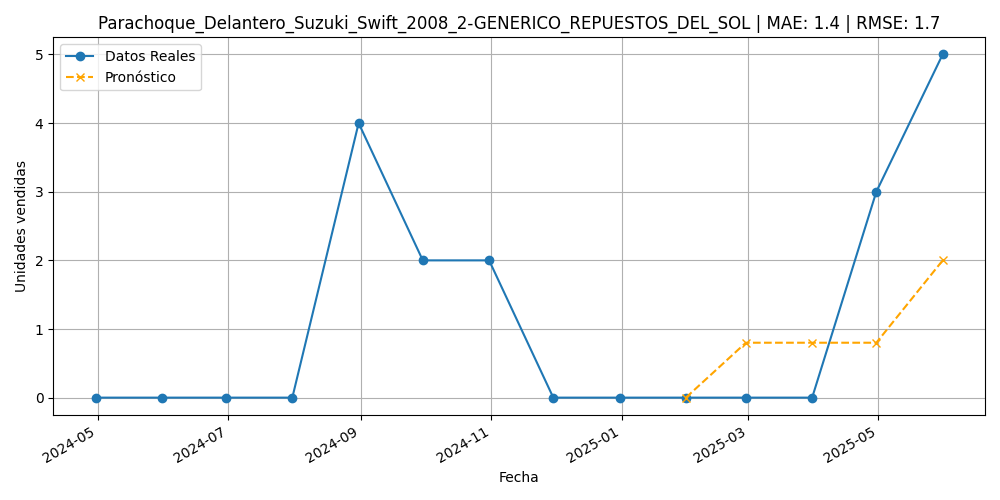 Parachoque_Delantero_Suzuki_Swift_2008_2-GENERICO_REPUESTOS_DEL_SOL | MAE: 1.4 | RMSE: 1.7
Datos Reales
Pronóstico
Unidades vendidas
5
4
3
2
1
0
2024-05
2024-07
2024-09
2024-11
2025-01
2025-03
2025-05
Fecha